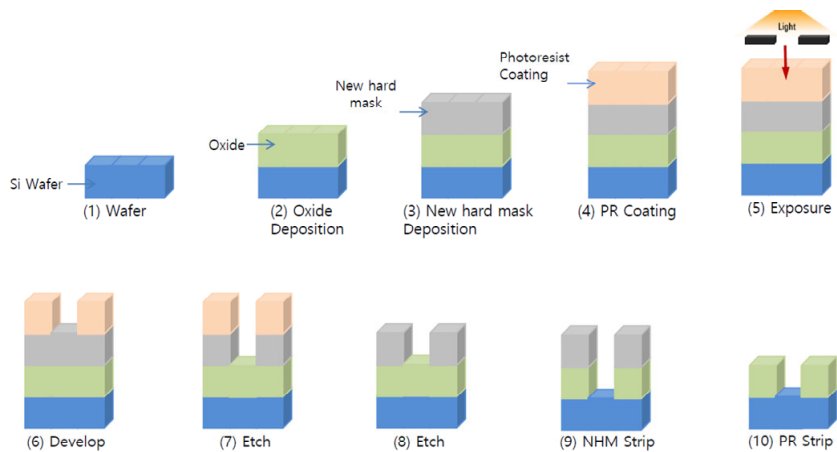 Light
Photoresist
Coating
New hard
mask
Oxide
Si Wafer
(1) Wafer
(2) Oxide
Deposition
(3) New hard mask
Deposition
(4) PR Coating
(5) Exposure
(6) Develop
(7) Etch
(8) Etch
(9) NHM Strip
(10) PR Strip